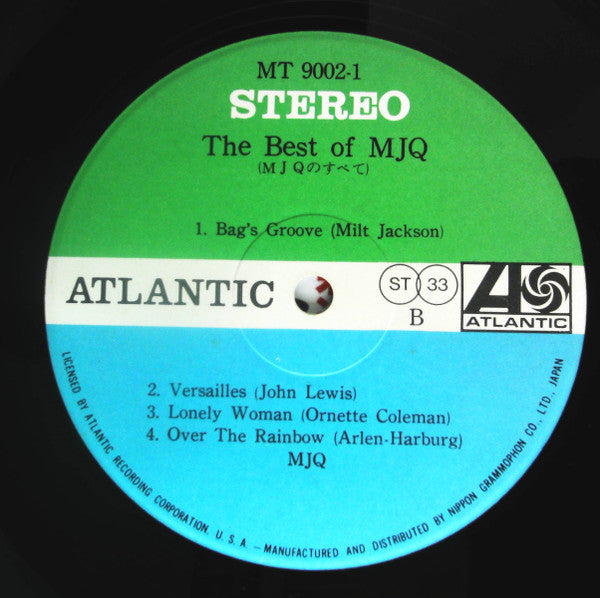 MT 9002-1
STEREO
The Best of MJQ
(MJQのすべて)
1. Bag's Groove (Milt Jackson)
ATLANTIC
ST 33
B
ATLANTIC
2. Versailles (John Lewis)
3. Lonely Woman (Ornette Coleman)
4. Over The Rainbow (Arlen-Harburg)
MJQ
LICENSED BY ATLANTIC RECORDING CORPORATION, U. S. A. – MANUFACTURED AND DISTRIBUTED BY NIPPON GRAMMOPHON CO., LTD., JAPAN